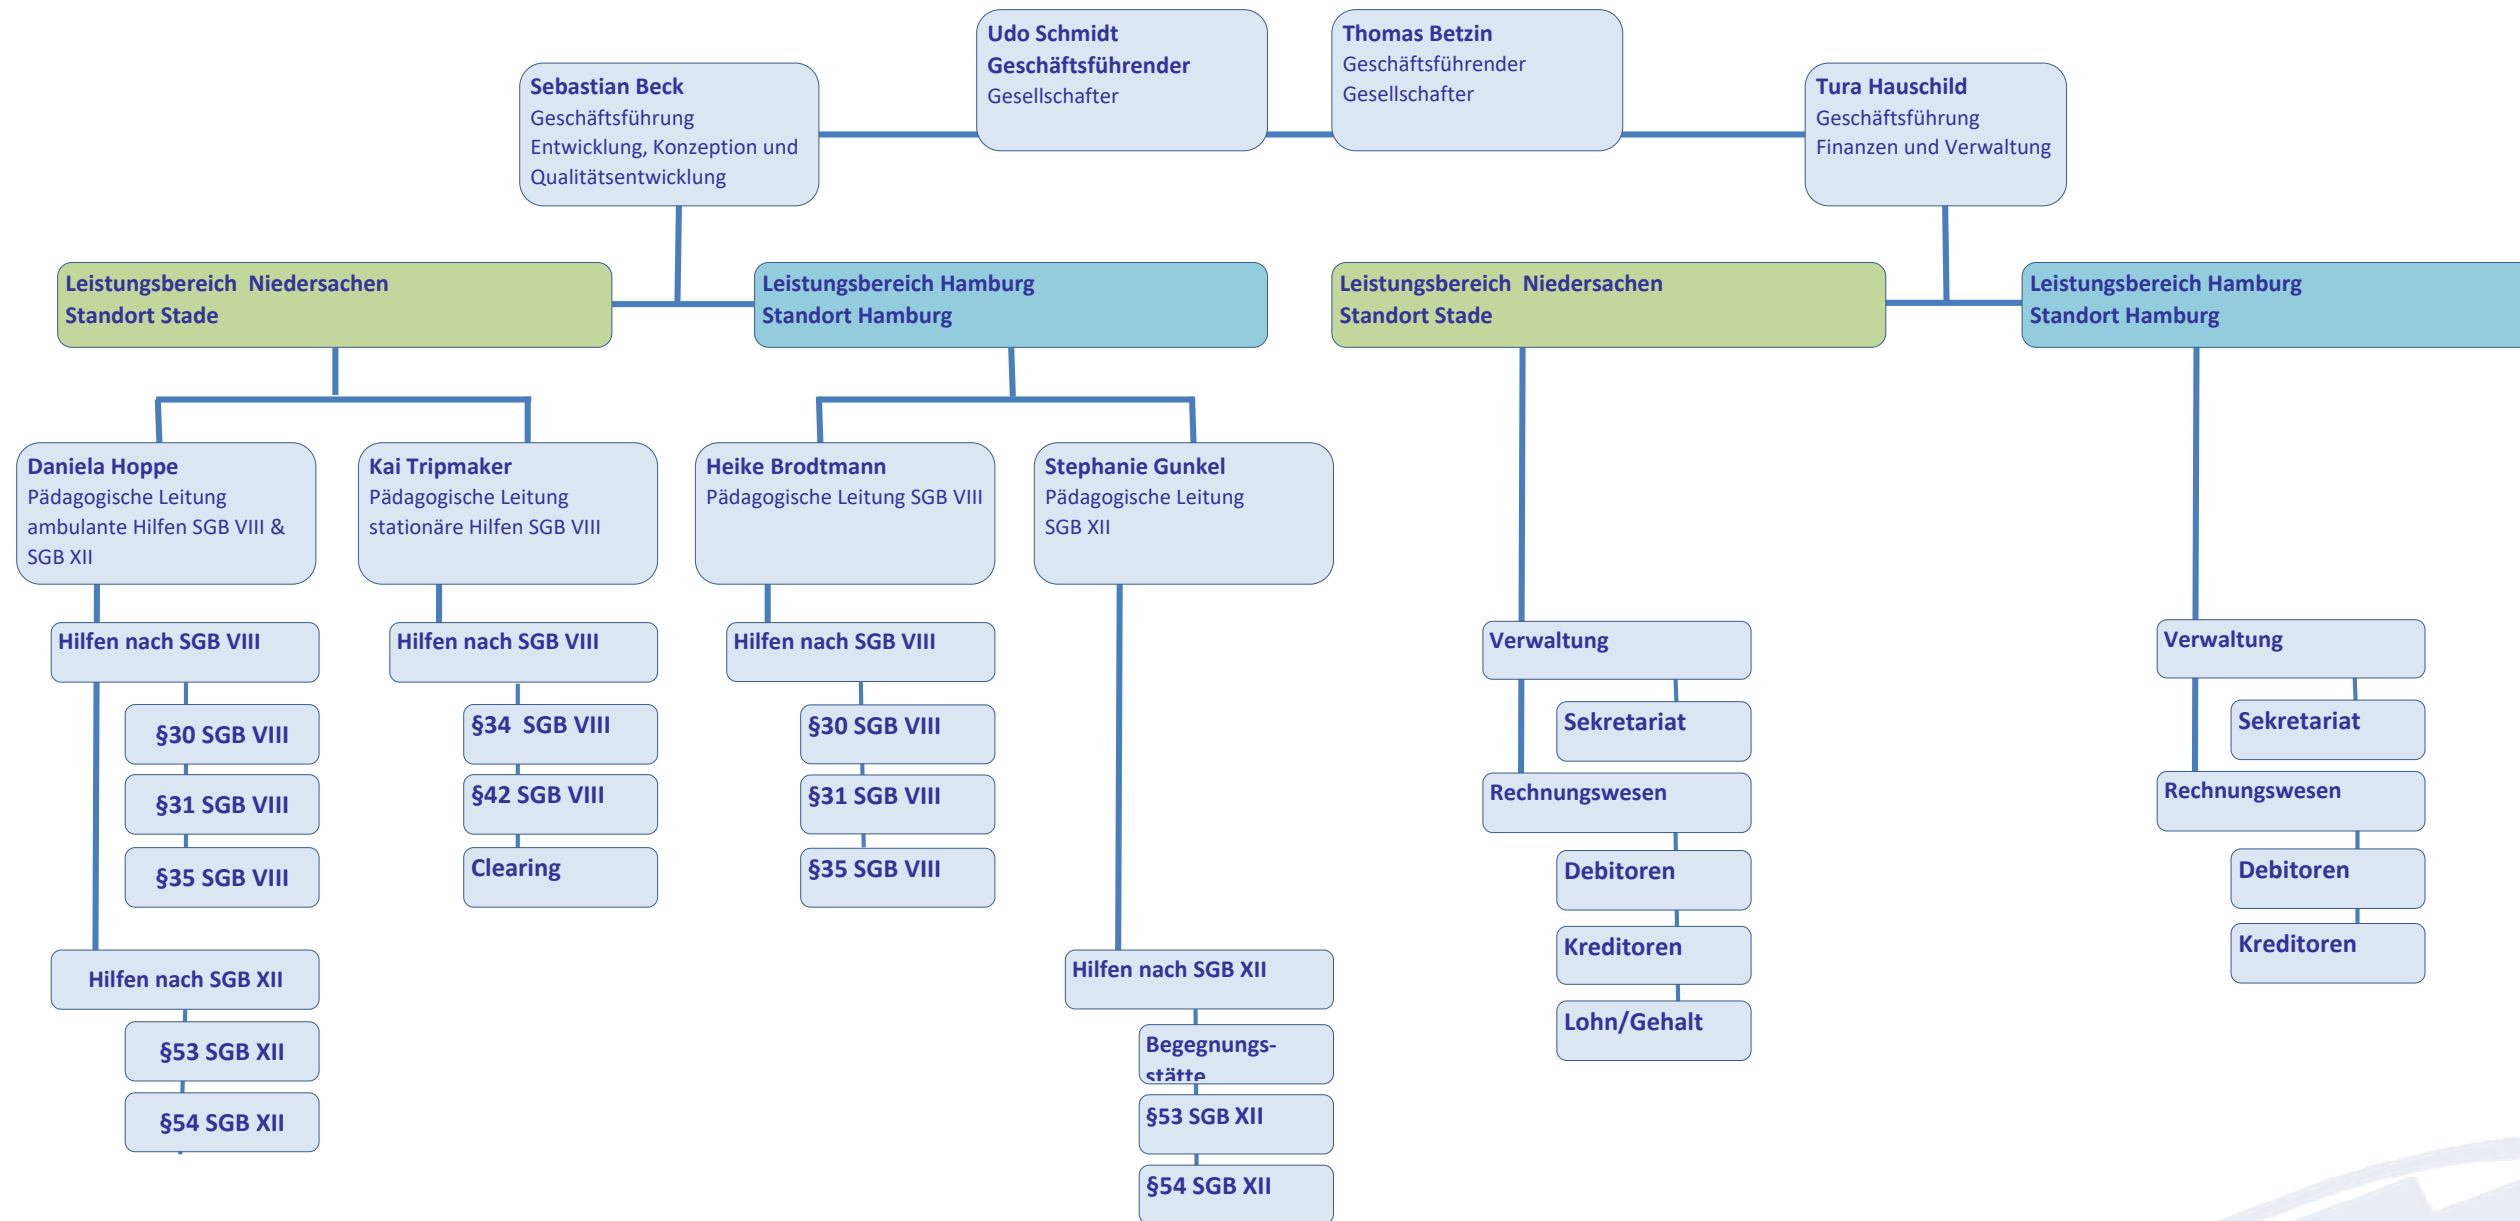 Udo Schmidt
Geschäftsführender
Gesellschafter
Thomas Betzin
Geschäftsführender
Gesellschafter
Sebastian Beck
Geschäftsführung
Entwicklung, Konzeption und
Qualitätsentwicklung
Tura Hauschild
Geschäftsführung
Finanzen und Verwaltung
Leistungsbereich  Niedersachen
Standort Stade
Leistungsbereich Hamburg
Standort Hamburg
Leistungsbereich  Niedersachen
Standort Stade
Leistungsbereich Hamburg
Standort Hamburg
Daniela Hoppe
Pädagogische Leitung
ambulante Hilfen SGB VIII &
SGB XII
Kai Tripmaker
Pädagogische Leitung
stationäre Hilfen SGB VIII
Heike Brodtmann
Pädagogische Leitung SGB VIII
Stephanie Gunkel
Pädagogische Leitung
SGB XII
Hilfen nach SGB VIII
§30 SGB VIII
§31 SGB VIII
§35 SGB VIII
Hilfen nach SGB XII
§53 SGB XII
§54 SGB XII
Hilfen nach SGB VIII
§34  SGB VIII
§42 SGB VIII
Clearing
Hilfen nach SGB VIII
§30 SGB VIII
§31 SGB VIII
§35 SGB VIII
Hilfen nach SGB XII
Begegnungs-
stätte
§53 SGB XII
§54 SGB XII
Verwaltung
Sekretariat
Rechnungswesen
Debitoren
Kreditoren
Lohn/Gehalt
Verwaltung
Sekretariat
Rechnungswesen
Debitoren
Kreditoren